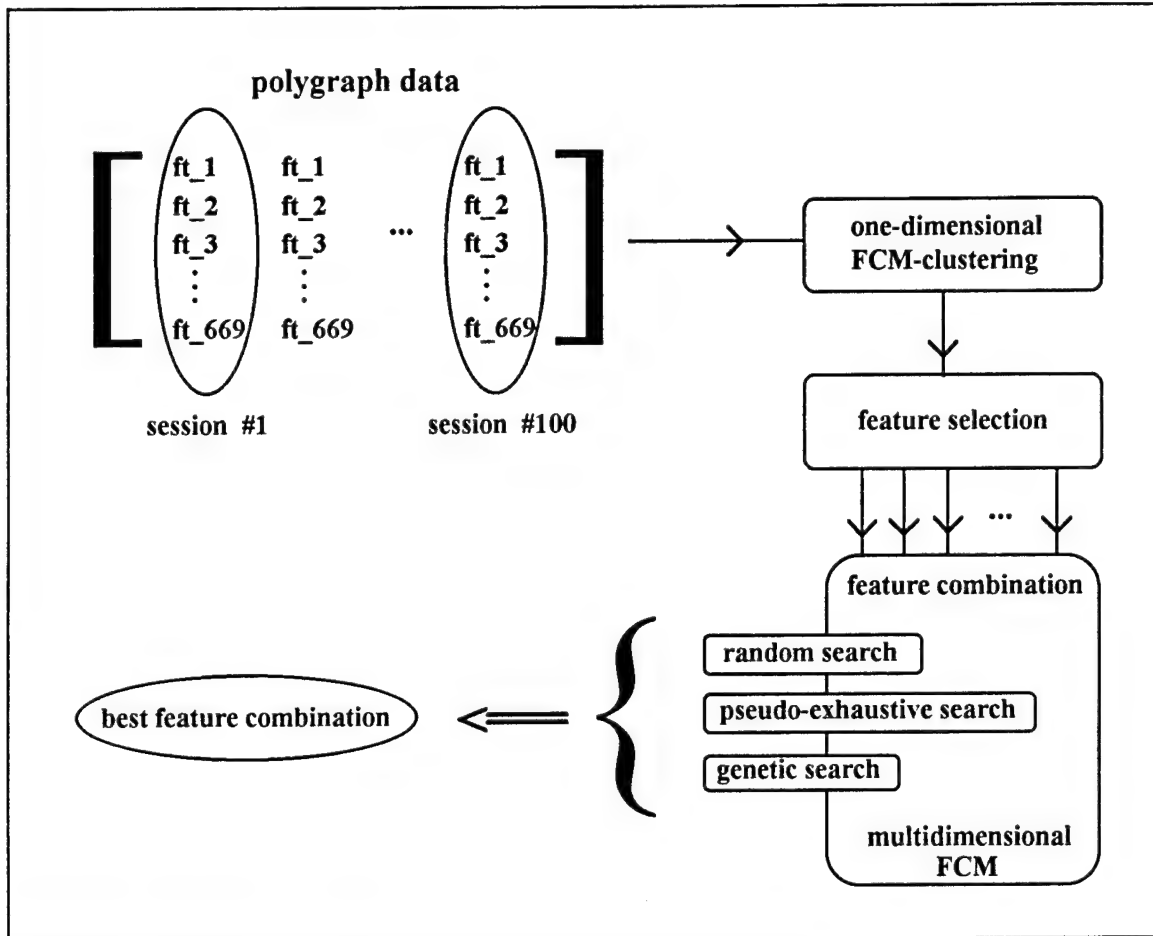 polygraph data
ft_1 ft_1 ft_1
ft_2 ft_2 ft_2
ft_3 ft_3 ... ft_3
ft_669 ft_669 ft_669
session #1
session #100
one-dimensional
FCM-clustering
feature selection
...
feature combination
random search
pseudo-exhaustive search
genetic search
multidimensional
FCM
best feature combination